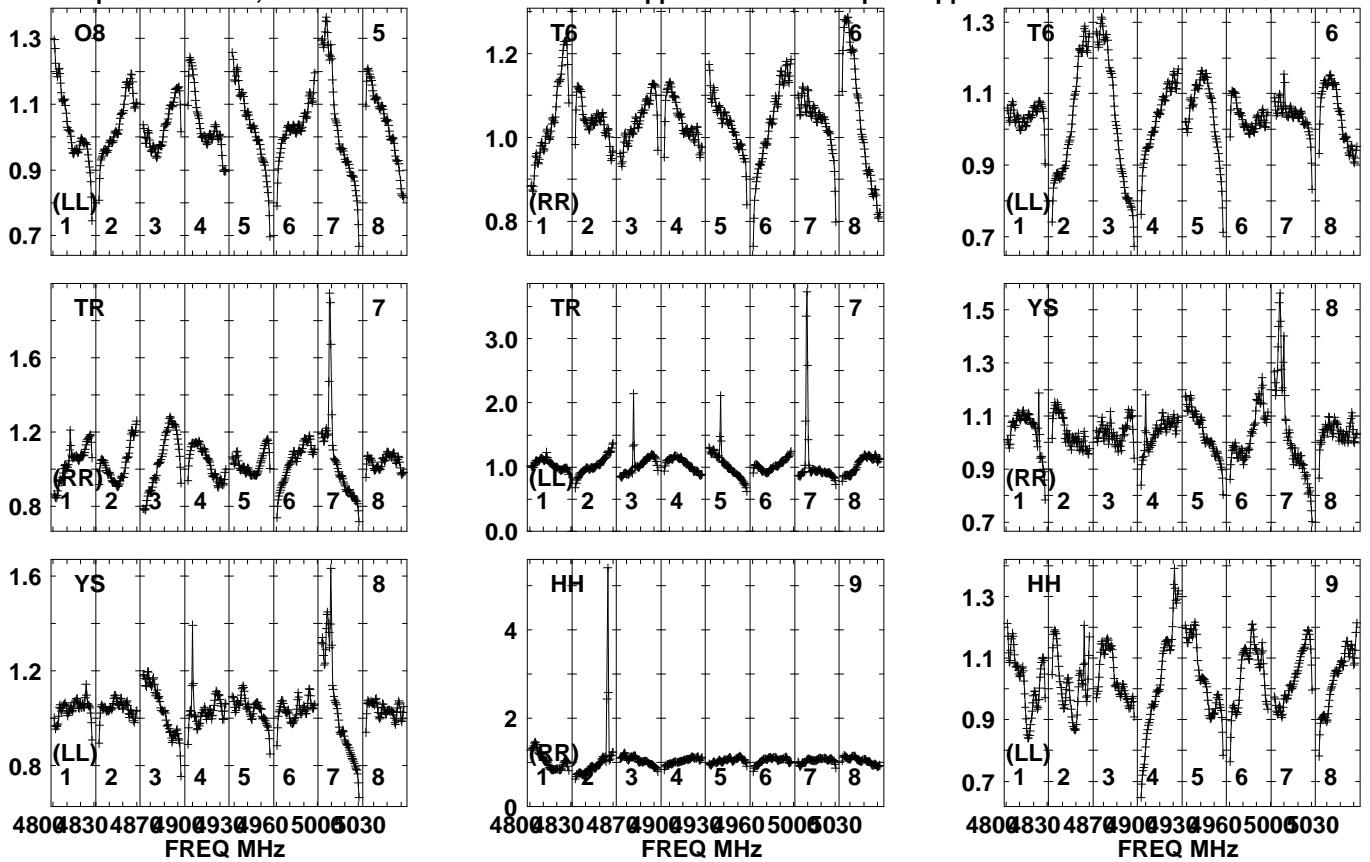 O8 5
1.3
1.1
0.9
0.7
(LL)
1 2 3 4 5 6 7 8
T6 6
1.2
1.0
0.8
(RR)
1 2 3 4 5 6 7 8
T6 6
1.3
1.1
0.9
0.7
(LL)
1 2 3 4 5 6 7 8
TR 7
1.6
1.2
0.8
(RR)
1 2 3 4 5 6 7 8
TR 7
3.0
2.0
1.0
0.0
(LL)
1 2 3 4 5 6 7 8
YS 8
1.5
1.3
1.1
0.9
0.7
(RR)
1 2 3 4 5 6 7 8
YS 8
1.6
1.2
0.8
(LL)
1 2 3 4 5 6 7 8
4800 4830 4870 4900 4930 4960 5000 5030
FREQ MHz
HH 9
4
2
0
(RR)
1 2 3 4 5 6 7 8
4800 4830 4870 4900 4930 4960 5000 5030
FREQ MHz
HH 9
1.3
1.1
0.9
0.7
(LL)
1 2 3 4 5 6 7 8
4800 4830 4870 4900 4930 4960 5000 5030
FREQ MHz